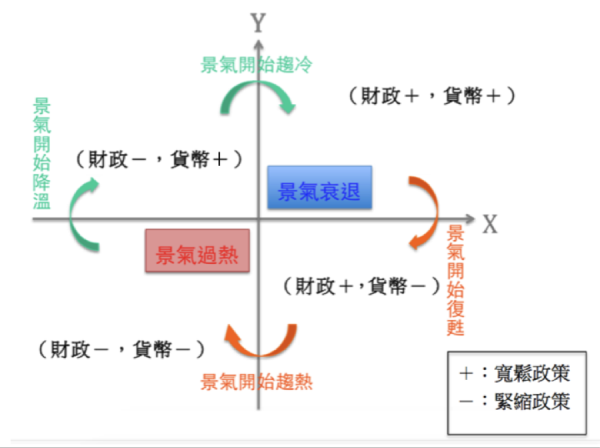 Y
景氣開始趨冷
（財政＋，貨幣＋）
景氣開始降溫
（財政－，貨幣＋）
景氣衰退
X
景氣過熱
景氣開始復甦
（財政＋，貨幣－）
（財政－，貨幣－）
景氣開始趨熱
＋：寬鬆政策
－：緊縮政策